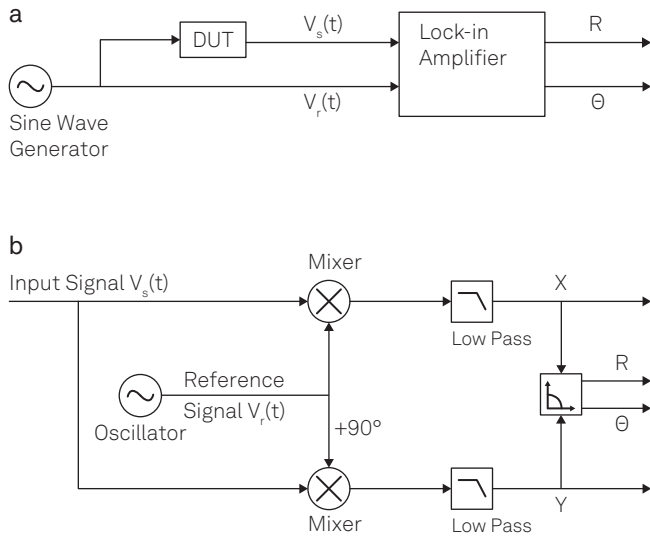 a
DUT
V_s(t)
Lock-in
Amplifier
R
V_r(t)
Θ
Sine Wave
Generator
b
Input Signal V_s(t)
Mixer
X
Low Pass
Reference
Signal V_r(t)
Oscillator
+90°
R
Θ
Mixer
Low Pass
Y